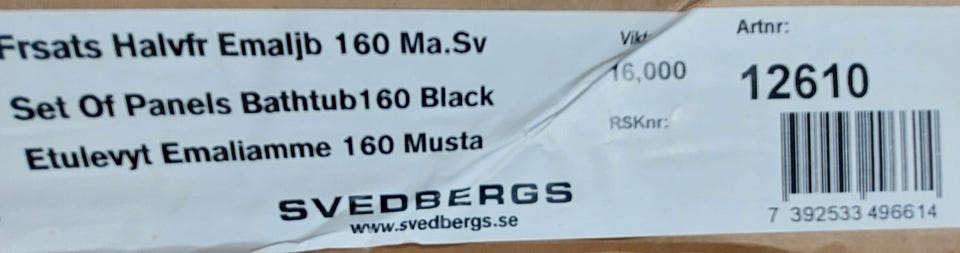 Frsats Halvfr Emaljb 160 Ma.Sv
Set Of Panels Bathtub160 Black
Etulevyt Emaliamme 160 Musta
SVEDBERGS
www.svedbergs.se
16,000
RSKnr:
Artnr:
12610
7 392533 496614